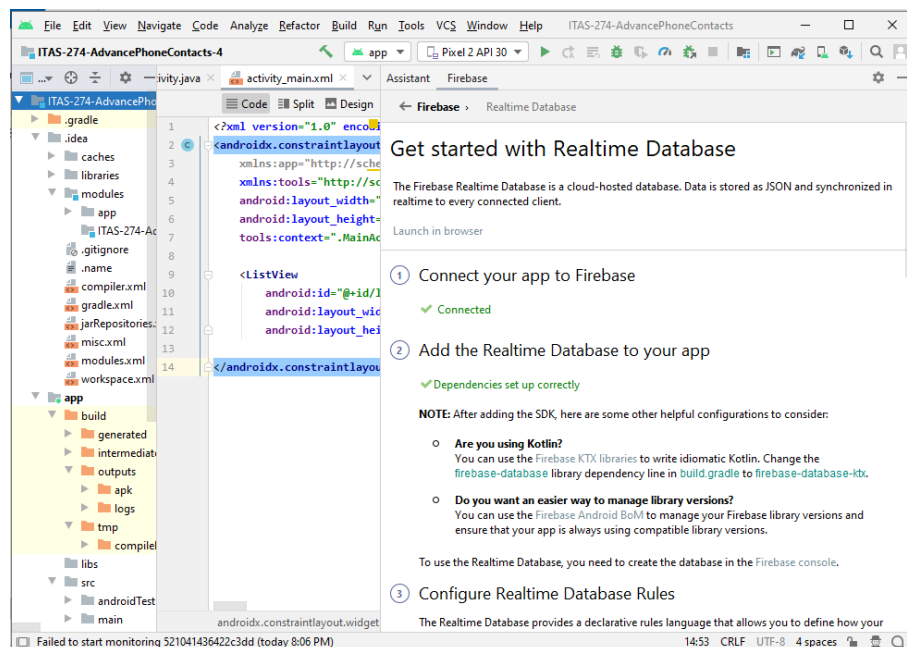 File Edit View Navigate Code Analyze Refactor Build Run Tools VCS Window Help ITAS-274-AdvancePhoneContacts
ITAS-274-AdvancePhoneContacts-4 app Pixel 2 API 30
...ivity.java activity_main.xml Assistant Firebase
ITAS-274-AdvancePho
.gradle
.idea
caches
libraries
modules
app
ITAS-274-Ac
.gitignore
.name
compiler.xml
gradle.xml
jarRepositories.
misc.xml
modules.xml
workspace.xml
app
build
generated
intermediate
outputs
apk
logs
tmp
compile
libs
src
androidTest
main
Code Split Design
1 <?xml version="1.0" encodi
2 <androidx.constraintlayout
3 xmlns:app="http://sche
4 xmlns:tools="http://sc
5 android:layout_width="
6 android:layout_height=
7 tools:context=".MainAc
8
9 <ListView
10 android:id="@+id/l
11 android:layout_wid
12 android:layout_hei
13
14 </androidx.constraintlayou
androidx.constraintlayout.widget
← Firebase › Realtime Database
Get started with Realtime Database
The Firebase Realtime Database is a cloud-hosted database. Data is stored as JSON and synchronized in
realtime to every connected client.
Launch in browser
1 Connect your app to Firebase
Connected
2 Add the Realtime Database to your app
Dependencies set up correctly
NOTE: After adding the SDK, here are some other helpful configurations to consider:
Are you using Kotlin?
You can use the Firebase KTX libraries to write idiomatic Kotlin. Change the
firebase-database library dependency line in build.gradle to firebase-database-ktx.
Do you want an easier way to manage library versions?
You can use the Firebase Android BoM to manage your Firebase library versions and
ensure that your app is always using compatible library versions.
To use the Realtime Database, you need to create the database in the Firebase console.
3 Configure Realtime Database Rules
The Realtime Database provides a declarative rules language that allows you to define how your
Failed to start monitoring 521041436422c3dd (today 8:06 PM) 14:53 CRLF UTF-8 4 spaces